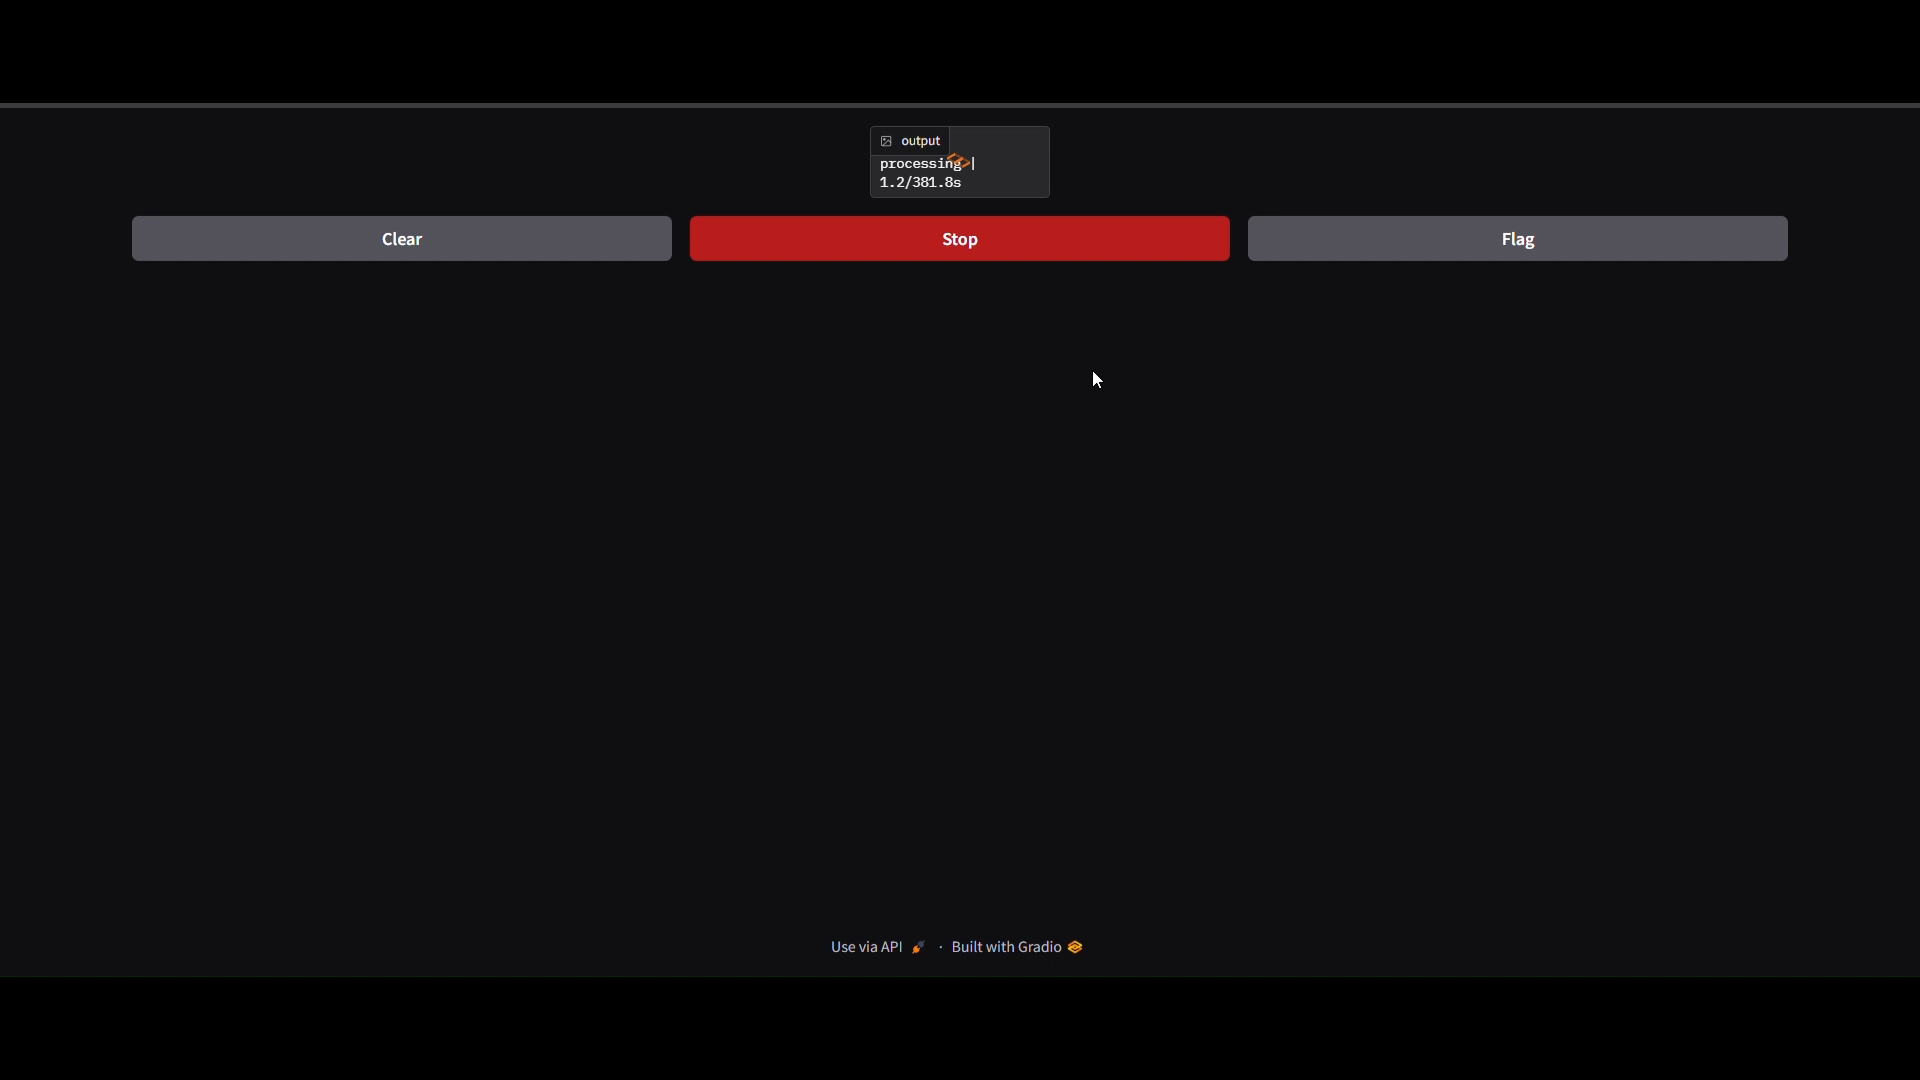 output
processing |
1.2/381.8s
Clear
Stop
Flag
Use via API · Built with Gradio